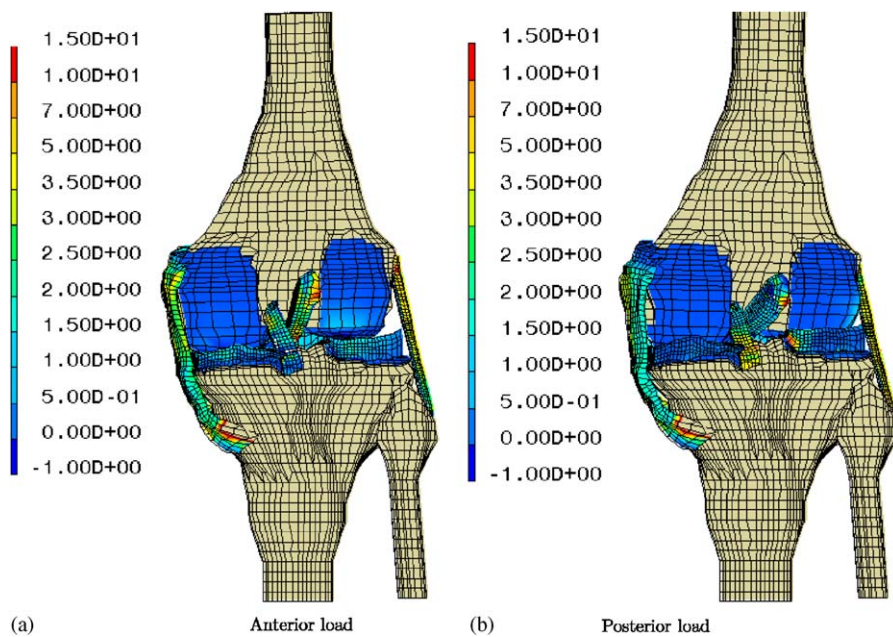 1.50D+01
1.00D+01
7.00D+00
5.00D+00
3.50D+00
3.00D+00
2.50D+00
2.00D+00
1.50D+00
1.00D+00
5.00D-01
0.00D+00
-1.00D+00
(a)
Anterior load
1.50D+01
1.00D+01
7.00D+00
5.00D+00
3.50D+00
3.00D+00
2.50D+00
2.00D+00
1.50D+00
1.00D+00
5.00D-01
0.00D+00
-1.00D+00
(b)
Posterior load